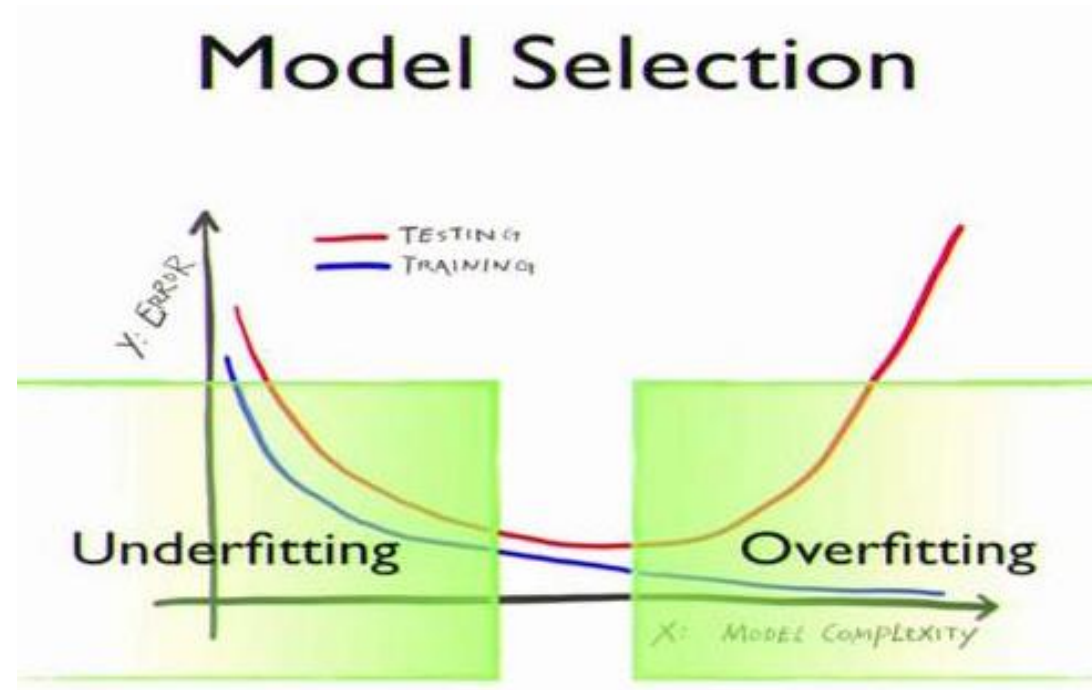 Model Selection
TESTING
TRAINING
Y: ERROR
Underfitting
Overfitting
X: MODEL COMPLEXITY